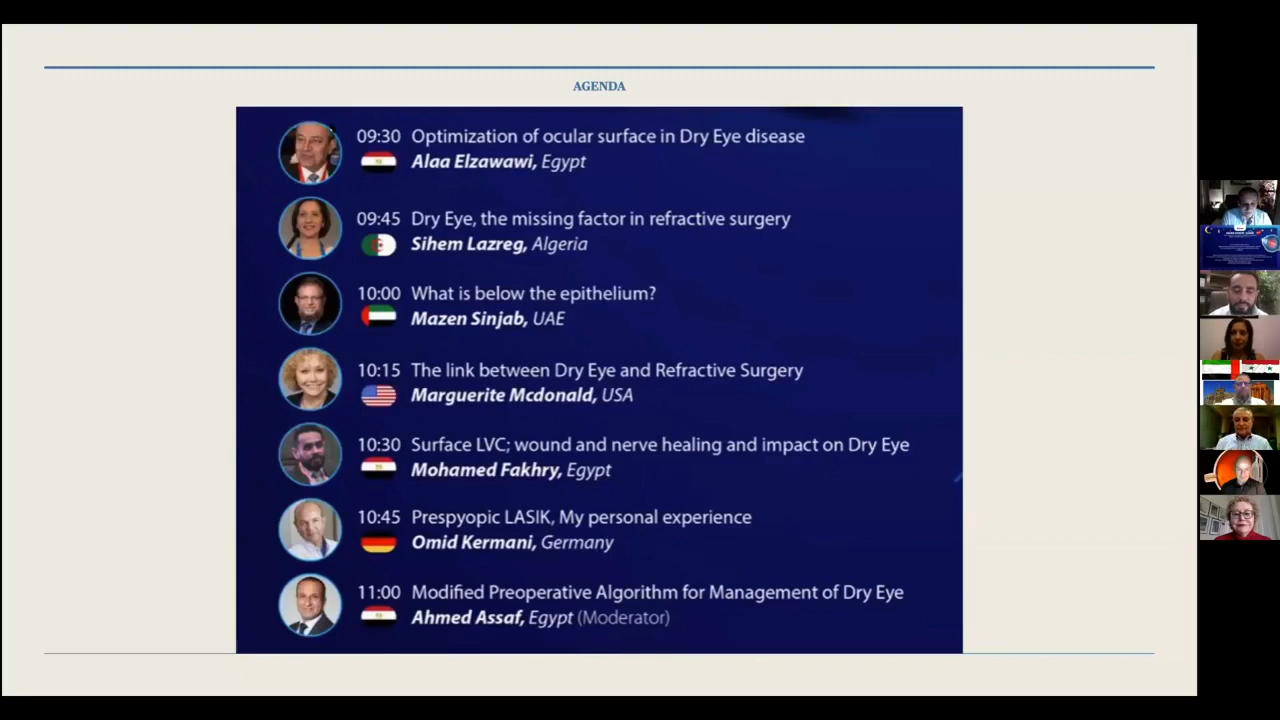 AGENDA
09:30 Optimization of ocular surface in Dry Eye disease
Alaa Elzawawi, Egypt
09:45 Dry Eye, the missing factor in refractive surgery
Sihem Lazreg, Algeria
10:00 What is below the epithelium?
Mazen Sinjab, UAE
10:15 The link between Dry Eye and Refractive Surgery
Marguerite Mcdonald, USA
10:30 Surface LVC; wound and nerve healing and impact on Dry Eye
Mohamed Fakhry, Egypt
10:45 Prespyopic LASIK, My personal experience
Omid Kermani, Germany
11:00 Modified Preoperative Algorithm for Management of Dry Eye
Ahmed Assaf, Egypt (Moderator)